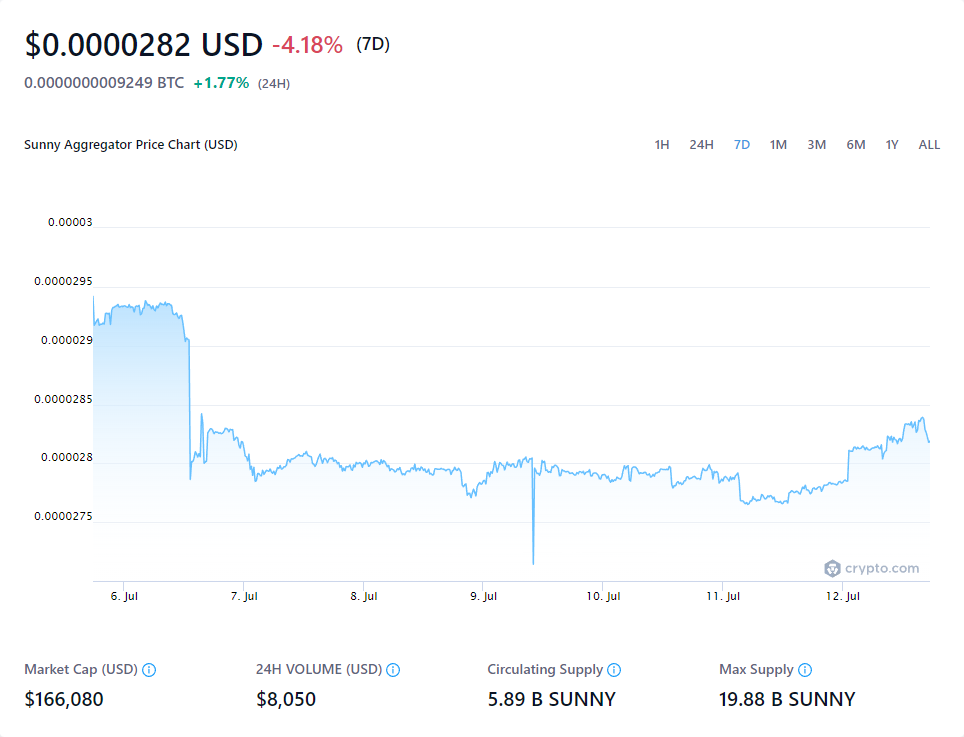 $0.0000282 USD -4.18% (7D)
0.0000000009249 BTC +1.77% (24H)
Sunny Aggregator Price Chart (USD) 1H 24H 7D 1M 3M 6M 1Y ALL
0.00003
0.0000295
0.000029
0.0000285
0.000028
0.0000275
crypto.com
6. Jul 7. Jul 8. Jul 9. Jul 10. Jul 11. Jul 12. Jul
Market Cap (USD) 24H VOLUME (USD) Circulating Supply Max Supply
$166,080 $8,050 5.89 B SUNNY 19.88 B SUNNY